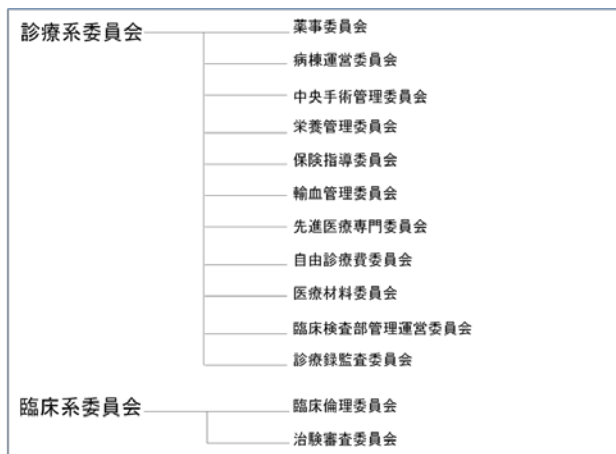 診療系委員会
薬事委員会
病棟運営委員会
中央手術管理委員会
栄養管理委員会
保険指導委員会
輸血管理委員会
先進医療専門委員会
自由診療費委員会
医療材料委員会
臨床検査部管理運営委員会
診療録監査委員会
臨床系委員会
臨床倫理委員会
治験審査委員会